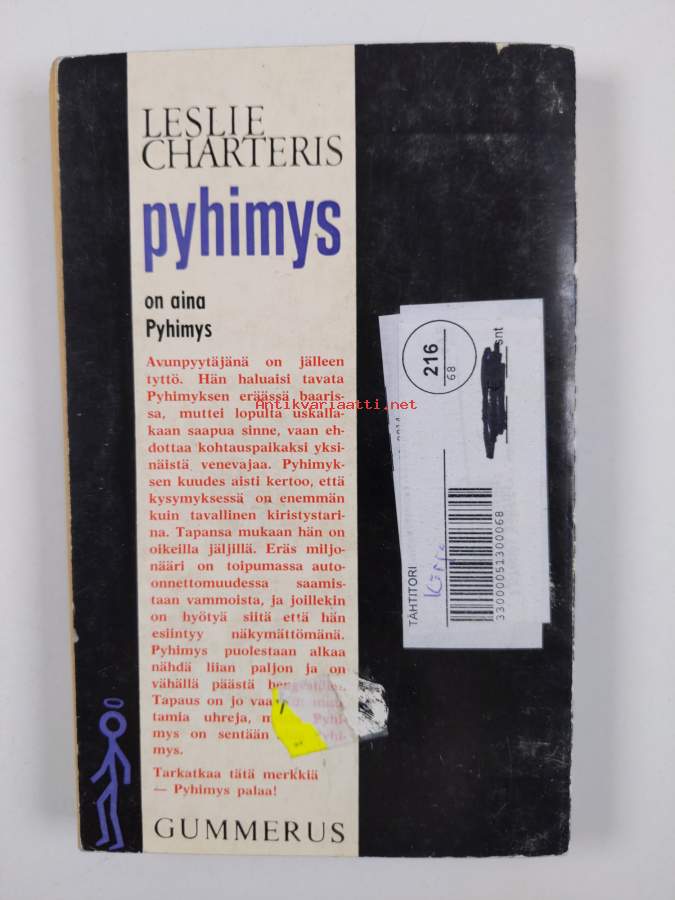 LESLIE
CHARTERIS
pyhimys
on aina
Pyhimys
Avunpyytäjänä on jälleen
tyttö. Hän haluaisi tavata
Pyhimyksen eräässä baaris-
sa, muttei lopulta uskalla-
kaan saapua sinne, vaan eh-
dottaa kohtauspaikaksi yksi-
näistä venevajaa. Pyhimyk-
sen kuudes aisti kertoo, että
kysymyksessä on enemmän
kuin tavallinen kiristystari-
na. Tapansa mukaan hän on
oikeilla jäljillä. Eräs miljo-
nääri on toipumassa auto-
onnettomuudessa saamis-
taan vammoista, ja joillekin
on hyötyä siitä että hän
esiintyy näkymättömänä.
Pyhimys puolestaan alkaa
nähdä liian paljon ja on
vähällä päästä
Tapaus on jo
tamia uhreja, Pyhi-
mys on sentään
mys.
Tarkatkaa tätä merkkiä
— Pyhimys palaa!
GUMMERUS
Antikvariaatti.net
216
68
snt
TÄHTITORI
Kirppu
33000051300068